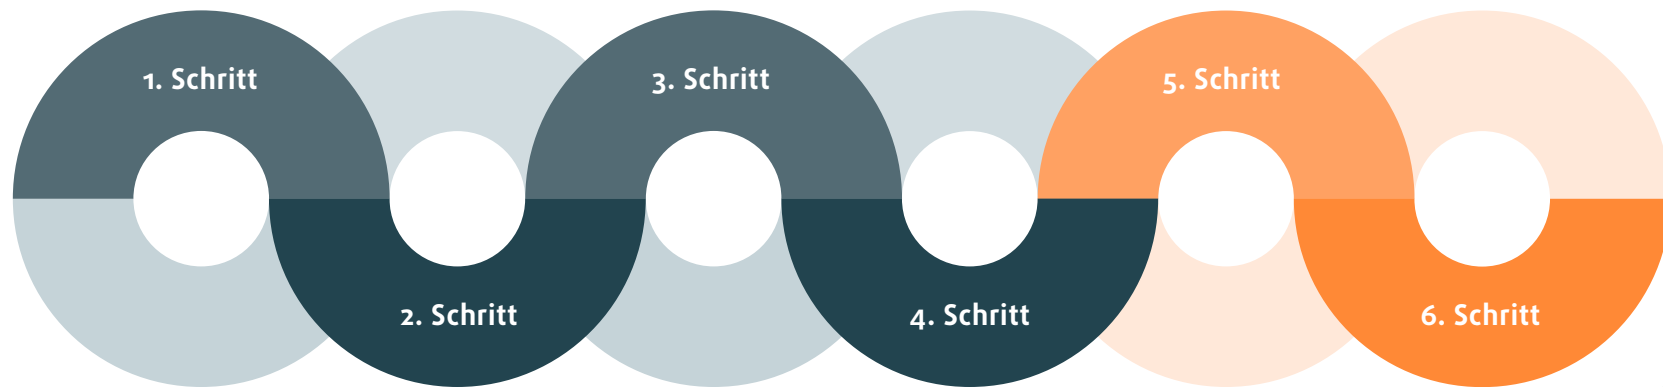 1. Schritt
2. Schritt
3. Schritt
4. Schritt
5. Schritt
6. Schritt